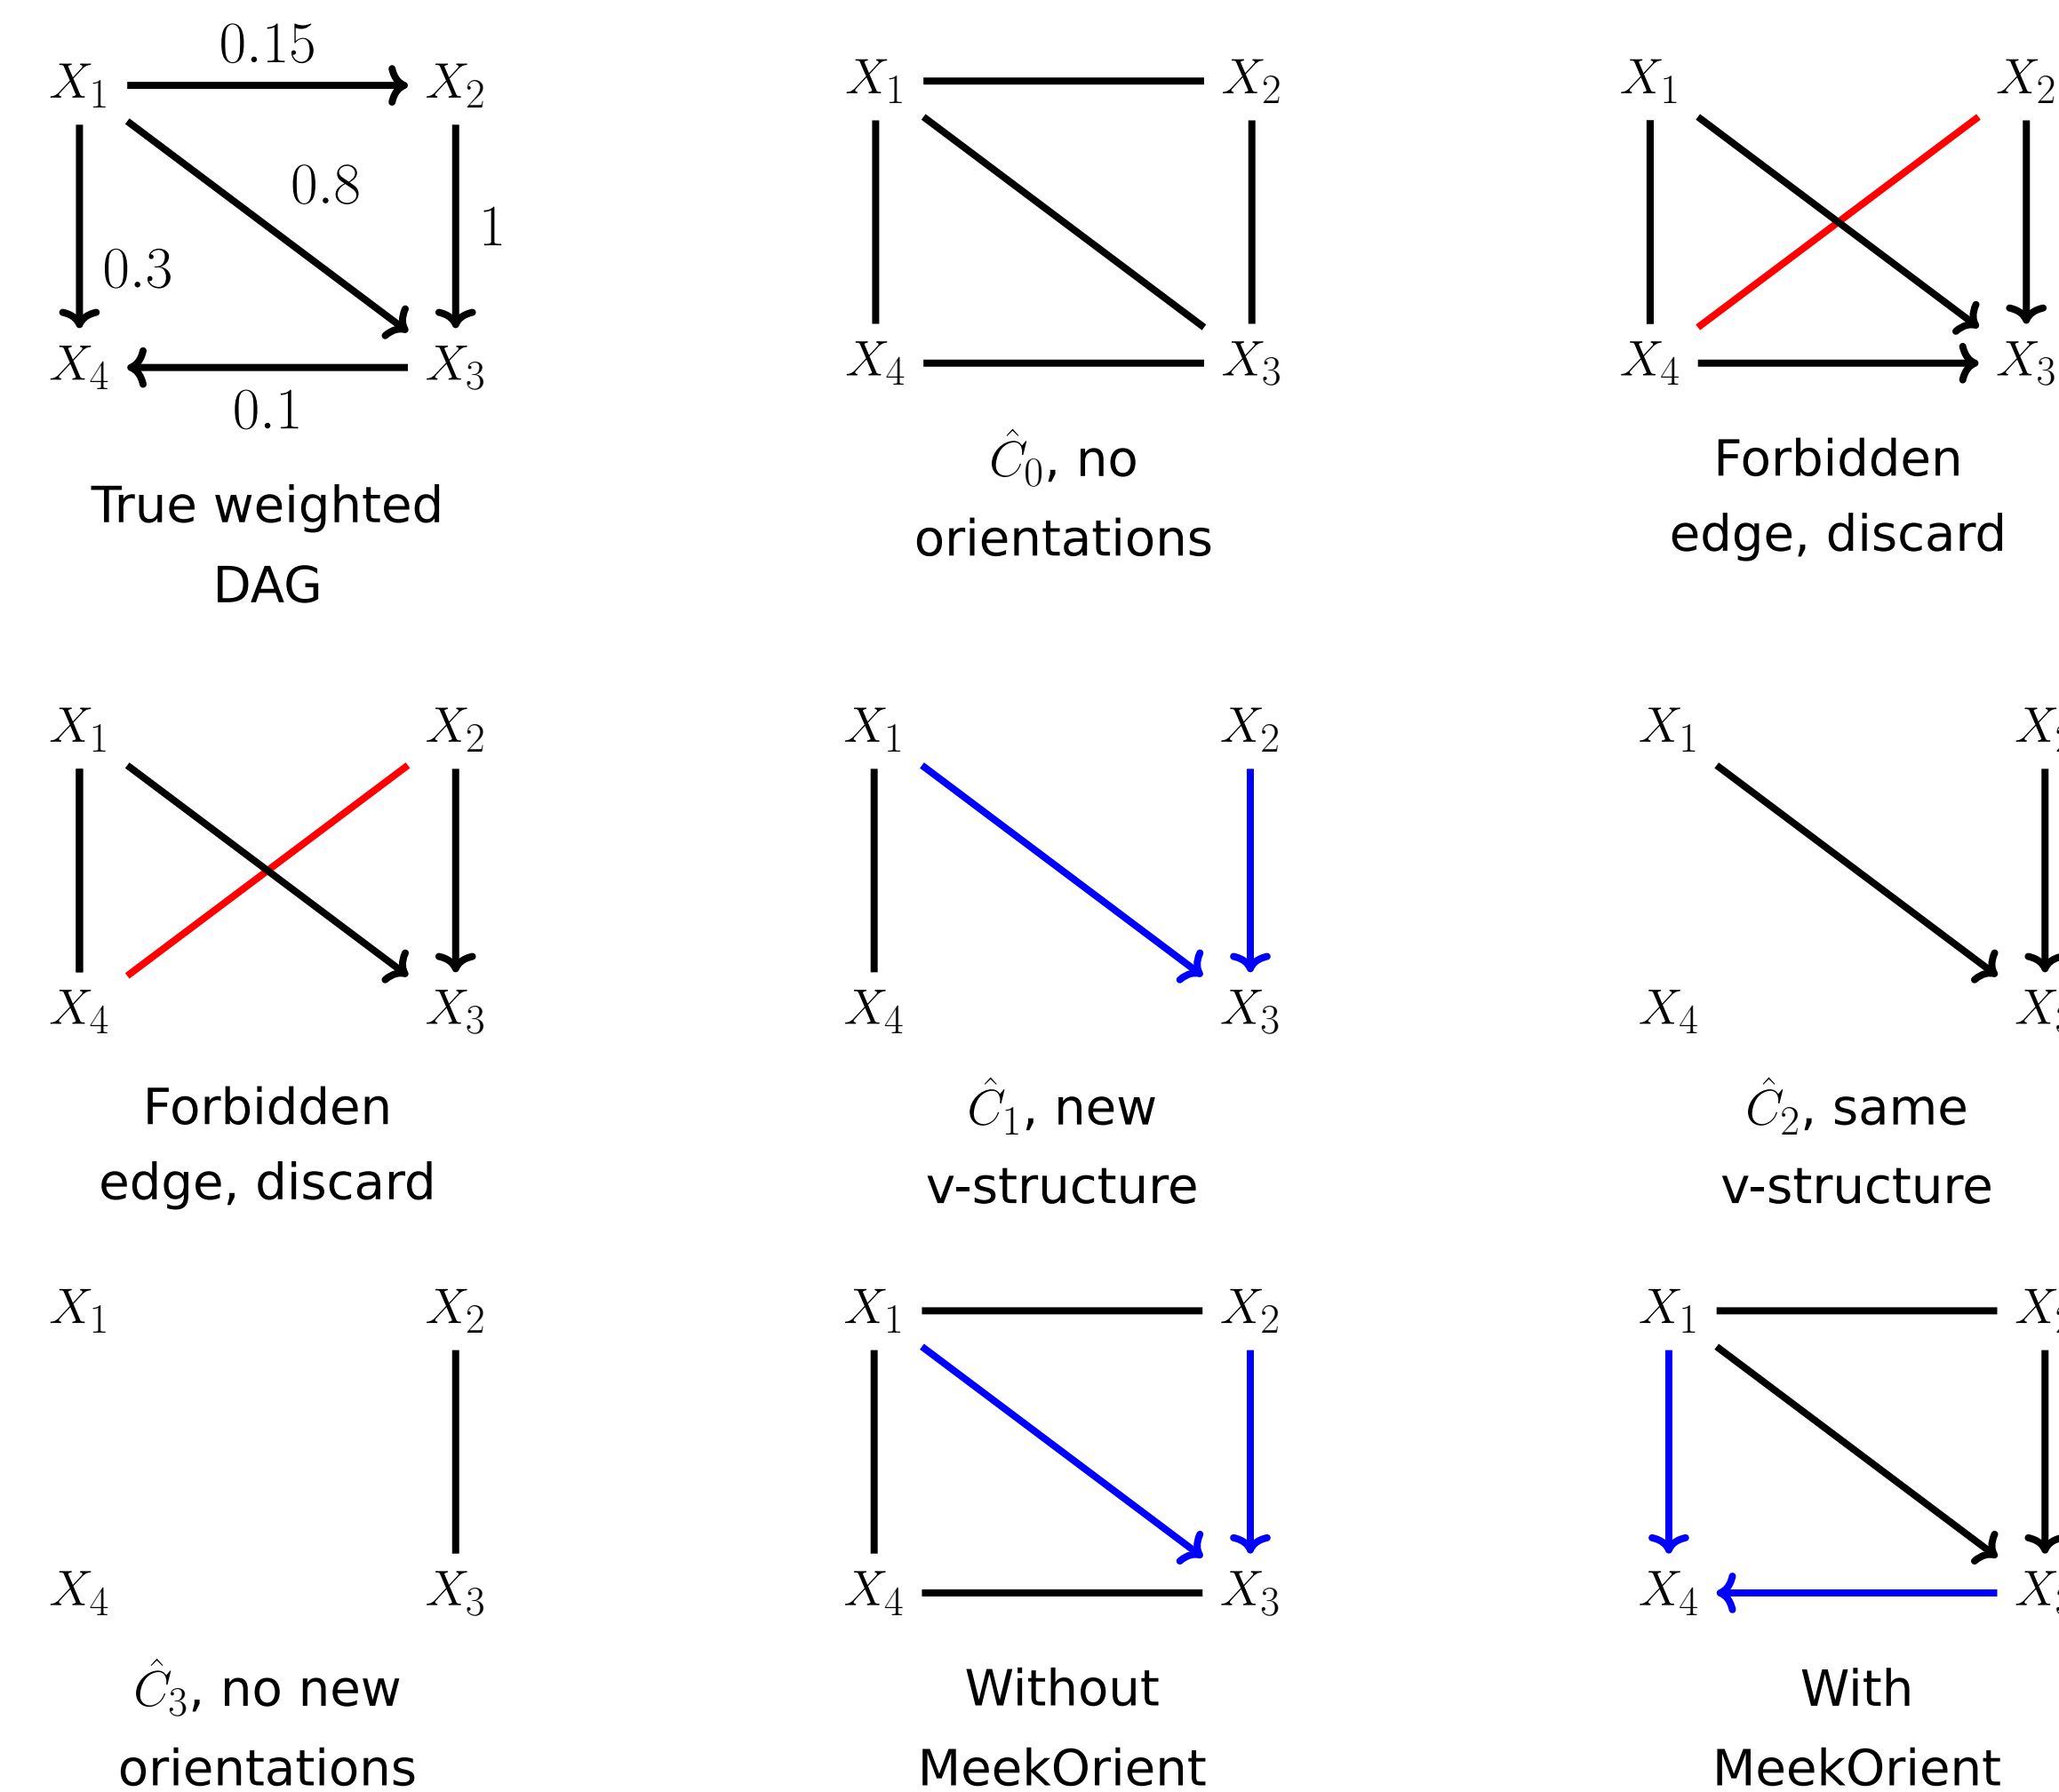 X₁ 0.15 X₂
0.8
1
0.3
X₄ X₃
0.1
True weighted
DAG
X₁ X₂
X₄ X₃
Ĉ₀, no
orientations
X₁ X₂
X₄ X₃
Forbidden
edge, discard
X₁ X₂
X₄ X₃
Forbidden
edge, discard
X₁ X₂
X₄ X₃
Ĉ₁, new
v-structure
X₁ X
X₄ X
Ĉ₂, same
v-structure
X₁ X₂
X₄ X₃
Ĉ₃, no new
orientations
X₁ X₂
X₄ X₃
Without
MeekOrient
X₁ X
X₄ X
With
MeekOrient